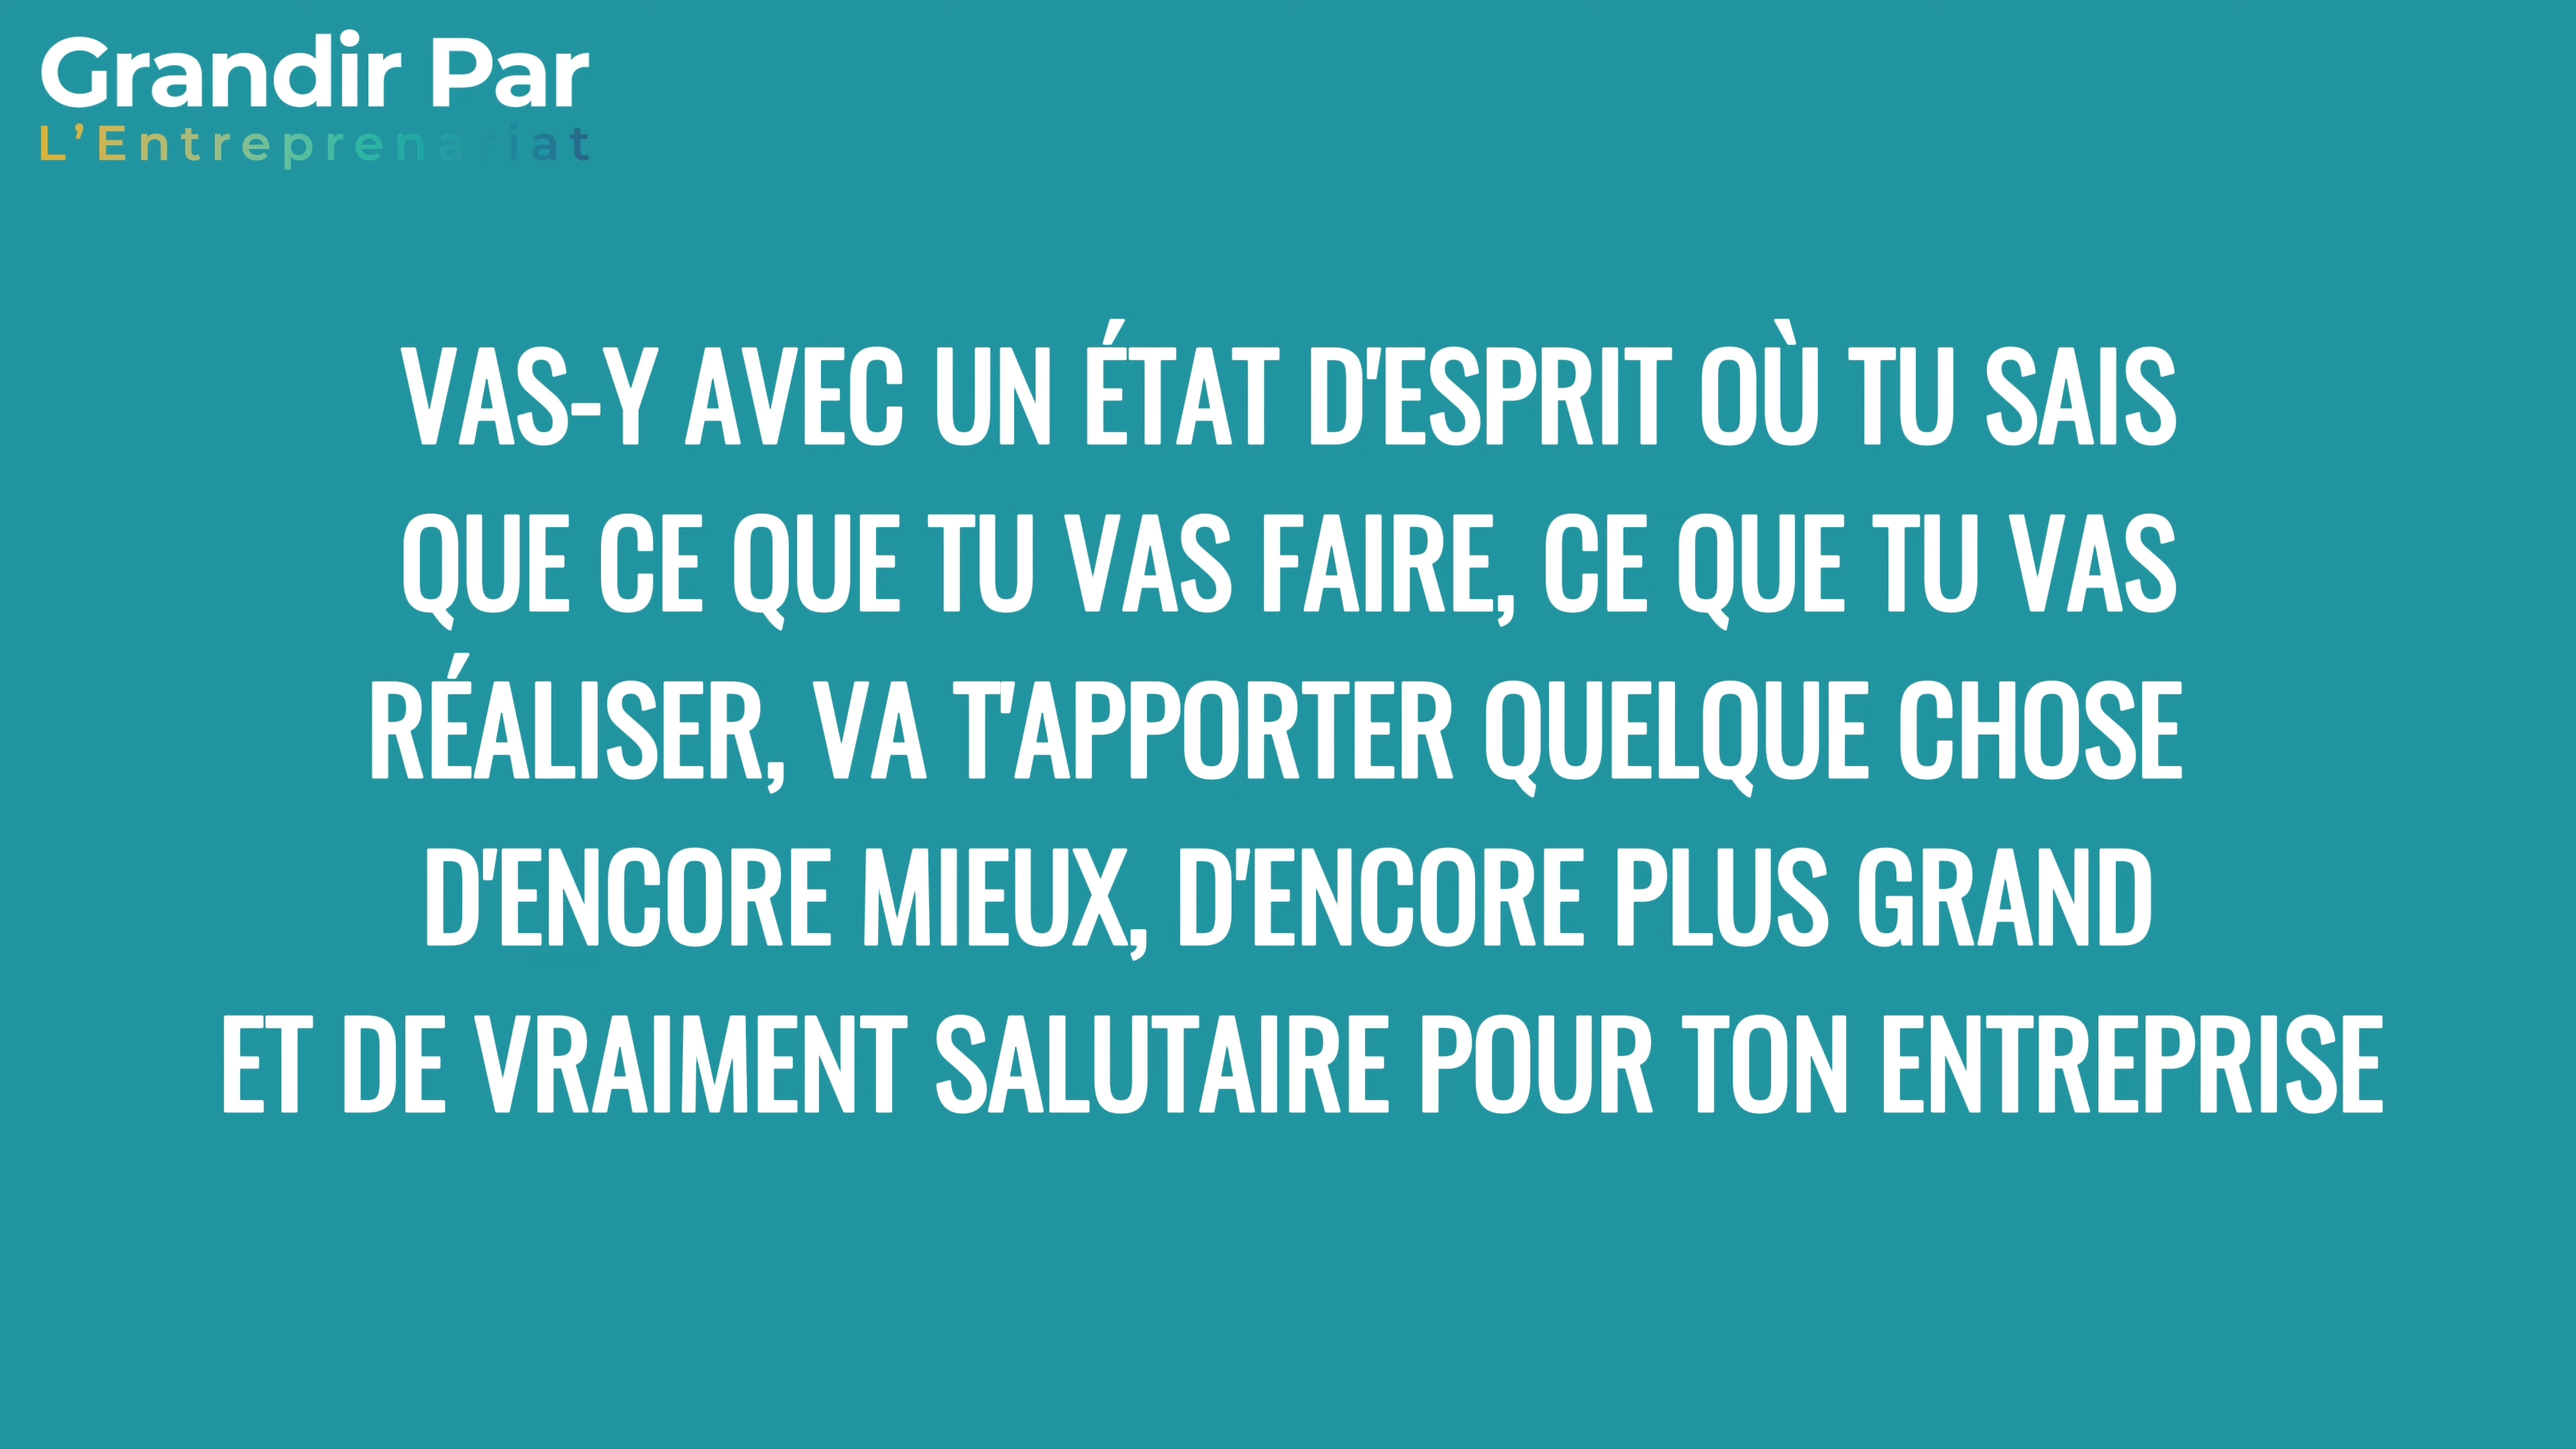 Grandir Par
L’Entreprenariat
VAS-Y AVEC UN ÉTAT D'ESPRIT OÙ TU SAIS
QUE CE QUE TU VAS FAIRE, CE QUE TU VAS
RÉALISER, VA T'APPORTER QUELQUE CHOSE
D'ENCORE MIEUX, D'ENCORE PLUS GRAND
ET DE VRAIMENT SALUTAIRE POUR TON ENTREPRISE